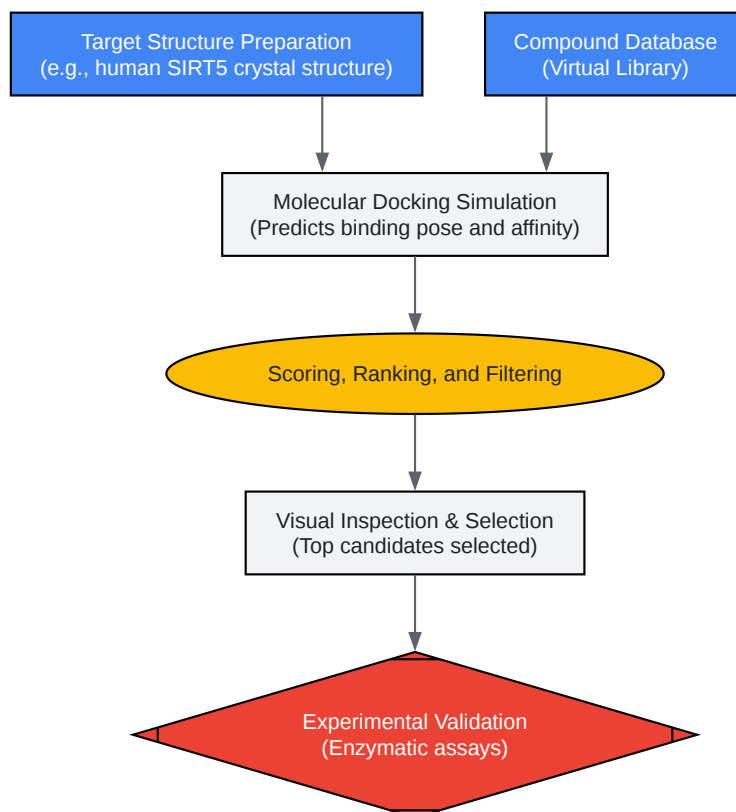 Target Structure Preparation
(e.g., human SIRT5 crystal structure)
Compound Database
(Virtual Library)
Molecular Docking Simulation
(Predicts binding pose and affinity)
Scoring, Ranking, and Filtering
Visual Inspection & Selection
(Top candidates selected)
Experimental Validation
(Enzymatic assays)